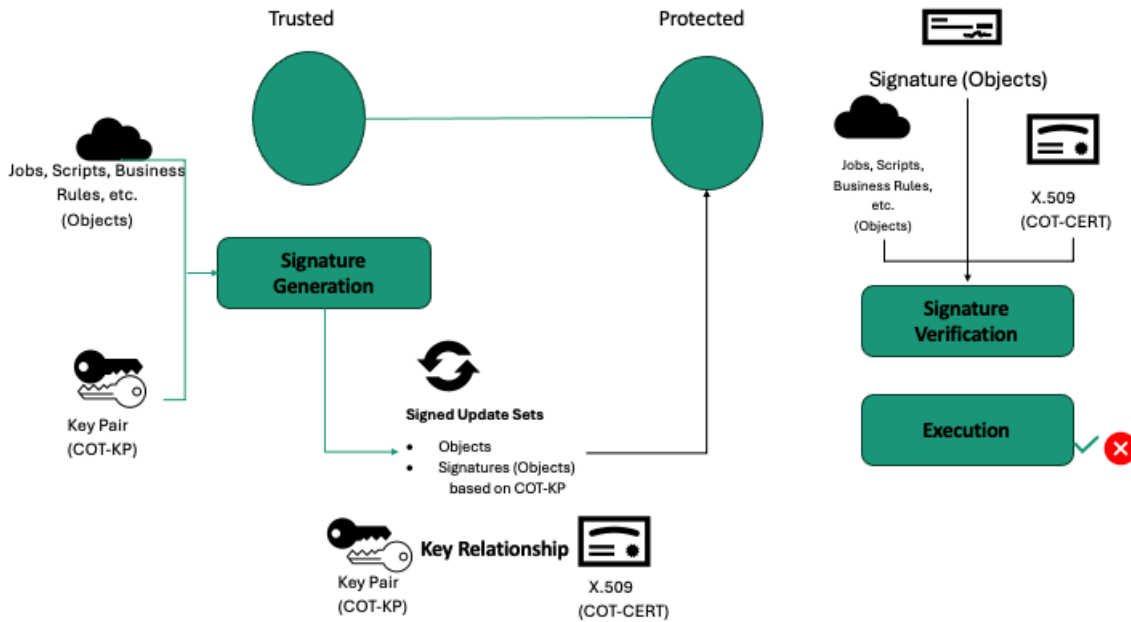 Trusted
Protected
Signature (Objects)
Jobs, Scripts, Business
Rules, etc.
(Objects)
Jobs, Scripts,
Business Rules,
etc.
(Objects)
X.509
(COT-CERT)
Signature
Generation
Signature
Verification
Key Pair
(COT-KP)
Signed Update Sets
• Objects
• Signatures (Objects)
based on COT-KP
Execution
Key Relationship
Key Pair
(COT-KP)
X.509
(COT-CERT)